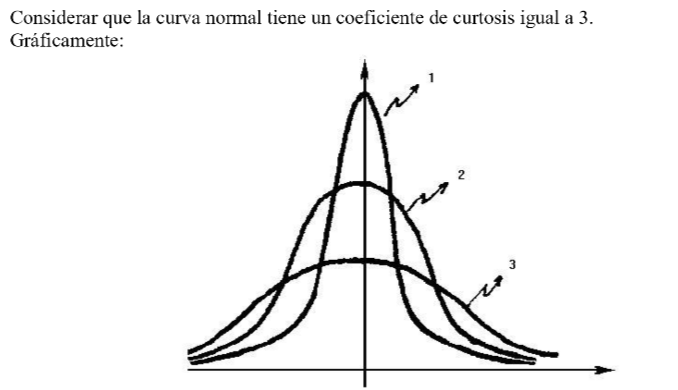 Considerar que la curva normal tiene un coeficiente de curtosis igual a 3.
Gráficamente:
1
2
3